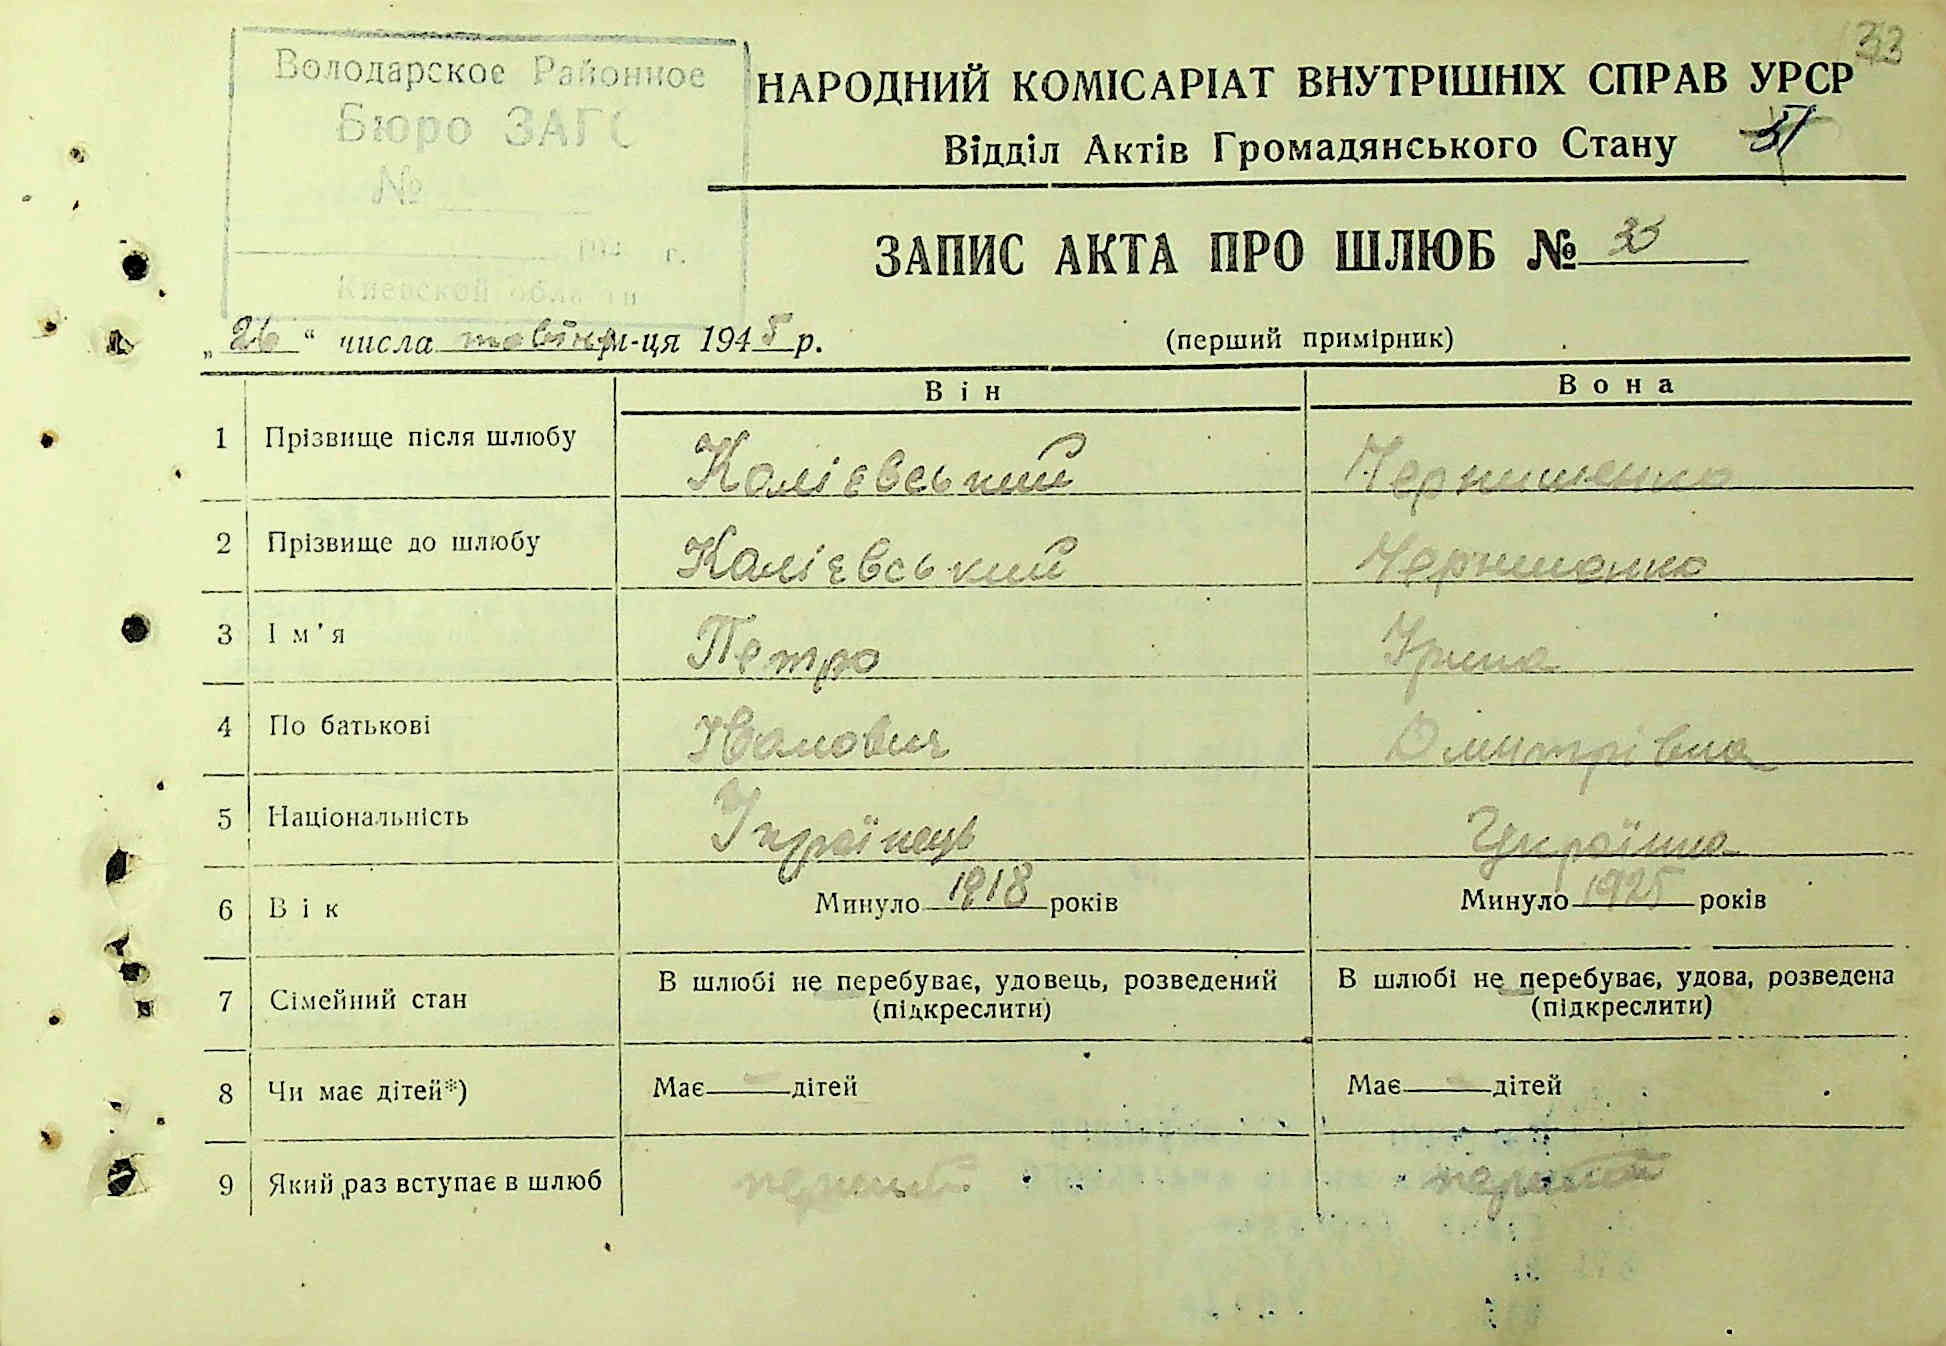 33
Володарское Районное
Бюро ЗАГС
№
194 г.
Киевской области
НАРОДНИЙ КОМІСАРІАТ ВНУТРІШНІХ СПРАВ УРСР
Відділ Актів Громадянського Стану
ЗАПИС АКТА ПРО ШЛЮБ №
„26“ числа м-ця 1945 р.
(перший примірник)
Він
Вона
1 Прізвище після шлюбу Калієвський Чернишенко
2 Прізвище до шлюбу Калієвський Чернишенко
3 Ім'я Петро Ірина
4 По батькові Дмитрівна
5 Національність Українець Українка
6 Вік Минуло 1918 років Минуло 1925 років
7 Сімейний стан В шлюбі не перебуває, удовець, розведений (підкреслити) В шлюбі не перебуває, удова, розведена (підкреслити)
8 Чи має дітей*) Має — дітей Має — дітей
9 Який раз вступає в шлюб перший перший